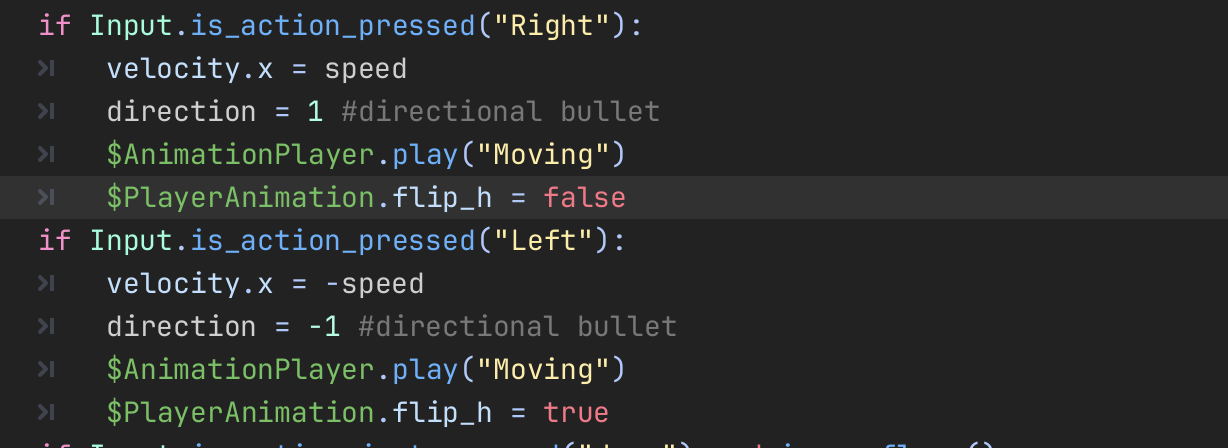 if Input.is_action_pressed("Right"):
velocity.x = speed
direction = 1 #directional bullet
$AnimationPlayer.play("Moving")
$PlayerAnimation.flip_h = false
if Input.is_action_pressed("Left"):
velocity.x = -speed
direction = -1 #directional bullet
$AnimationPlayer.play("Moving")
$PlayerAnimation.flip_h = true